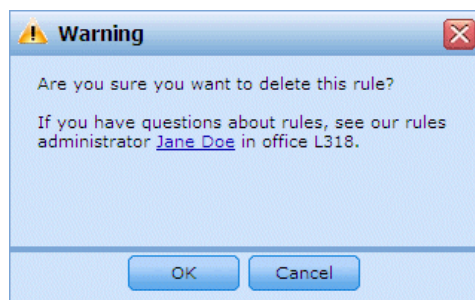 Warning
Are you sure you want to delete this rule?
If you have questions about rules, see our rules
administrator Jane Doe in office L318.
OK Cancel